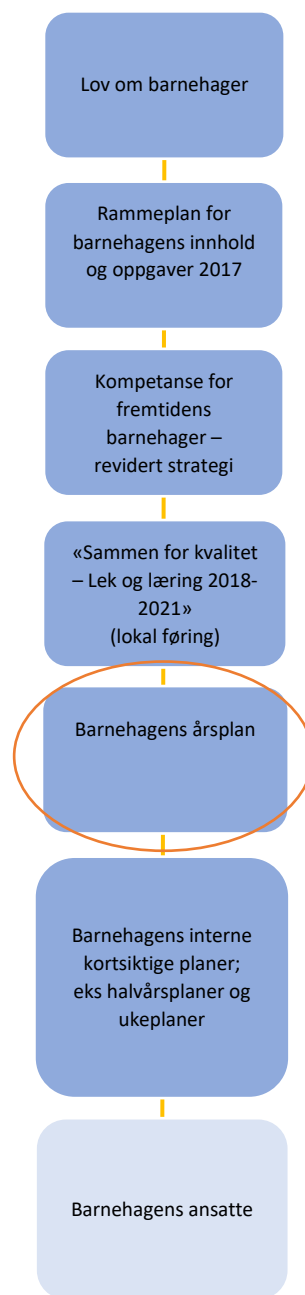 Lov om barnehager
Rammeplan for
barnehagens innhold
og oppgaver 2017
Kompetanse for
fremtidens
barnehager –
revidert strategi
«Sammen for kvalitet
– Lek og læring 2018-
2021»
(lokal føring)
Barnehagens årsplan
Barnehagens interne
kortsiktige planer;
eks halvårsplaner og
ukeplaner
Barnehagens ansatte